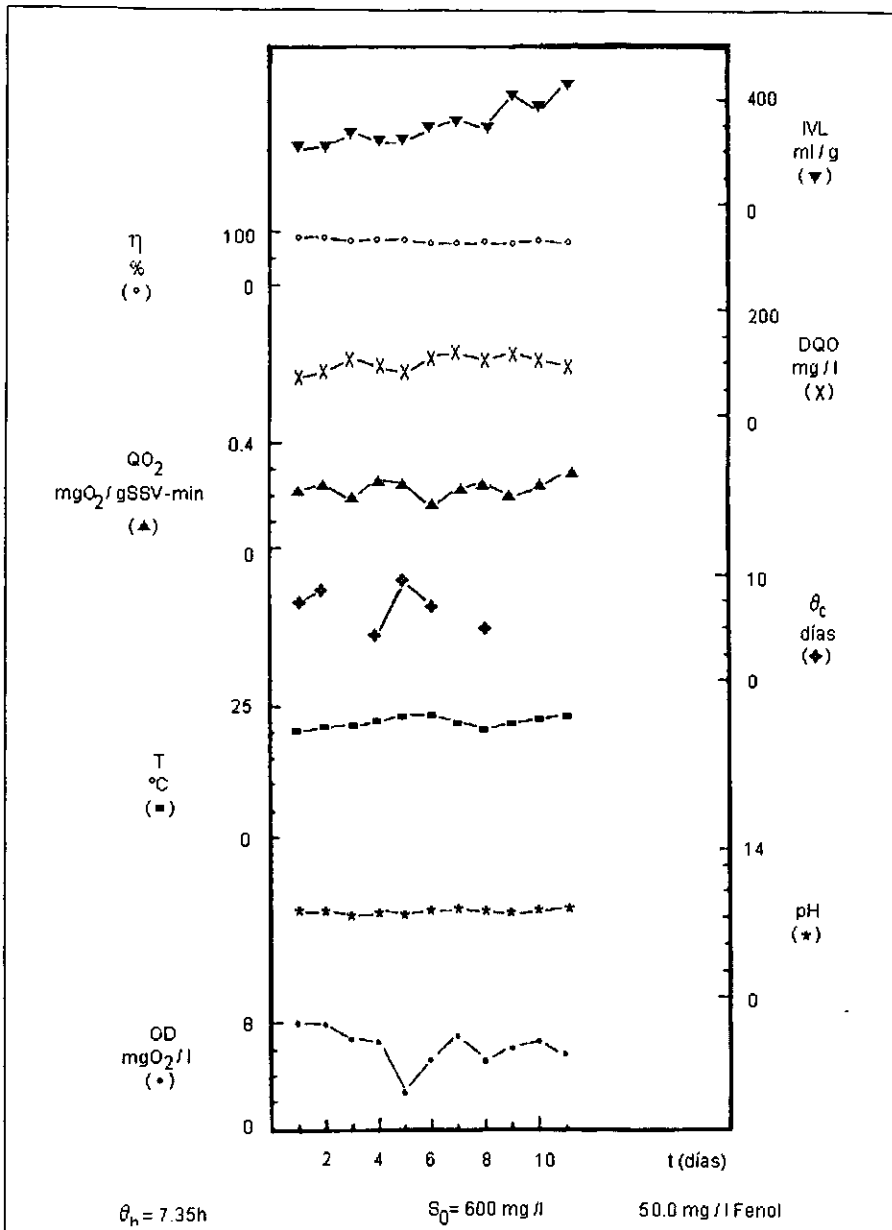 400
IVL
ml / g
(▼)
0
η
%
(∘)
100
0
200
DQO
mg / l
(X)
0
QO2
mgO2 / gSSV-min
(▲)
0.4
0
10
θc
días
(✥)
0
T
ºC
(■)
25
0
14
pH
(★)
0
OD
mgO2 / l
(•)
8
0
2 4 6 8 10 t (días)
θh = 7.35h S0= 600 mg /l 50.0 mg / l Fenol